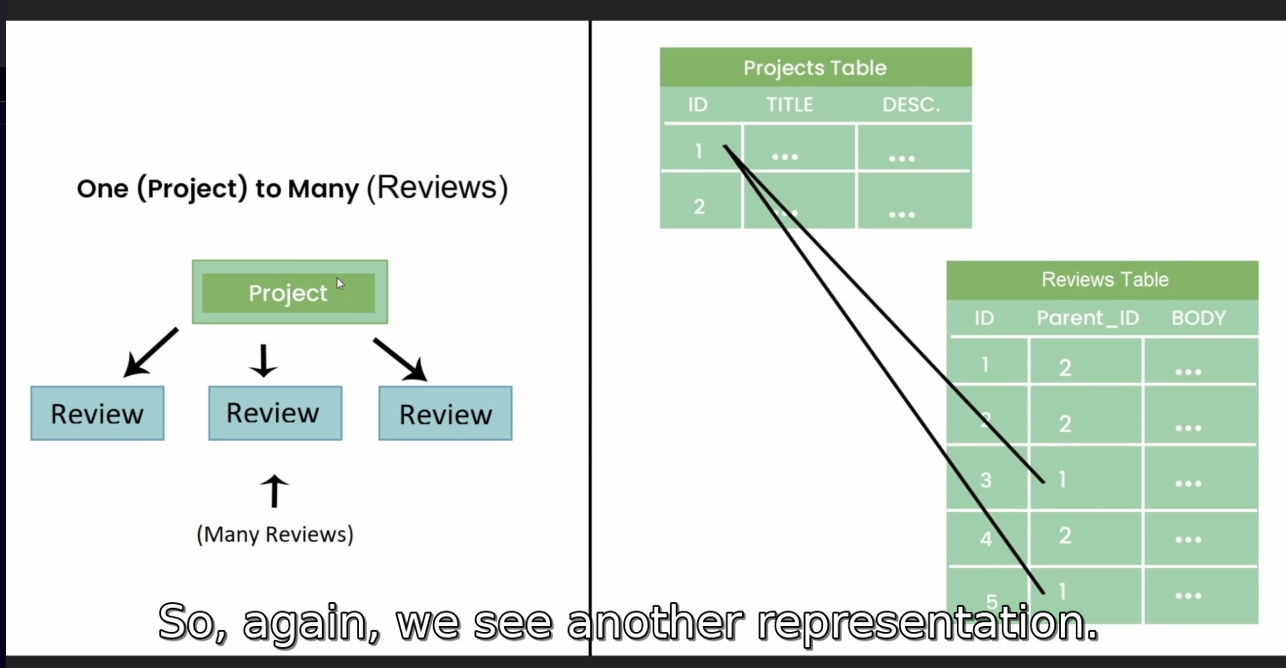 One (Project) to Many (Reviews)
Project
Review Review Review
(Many Reviews)
Projects Table
ID TITLE DESC.
1 ... ...
2 ... ...
Reviews Table
ID Parent_ID BODY
1 2 ...
2 2 ...
3 1 ...
4 2 ...
5 1 ...
So, again, we see another representation.